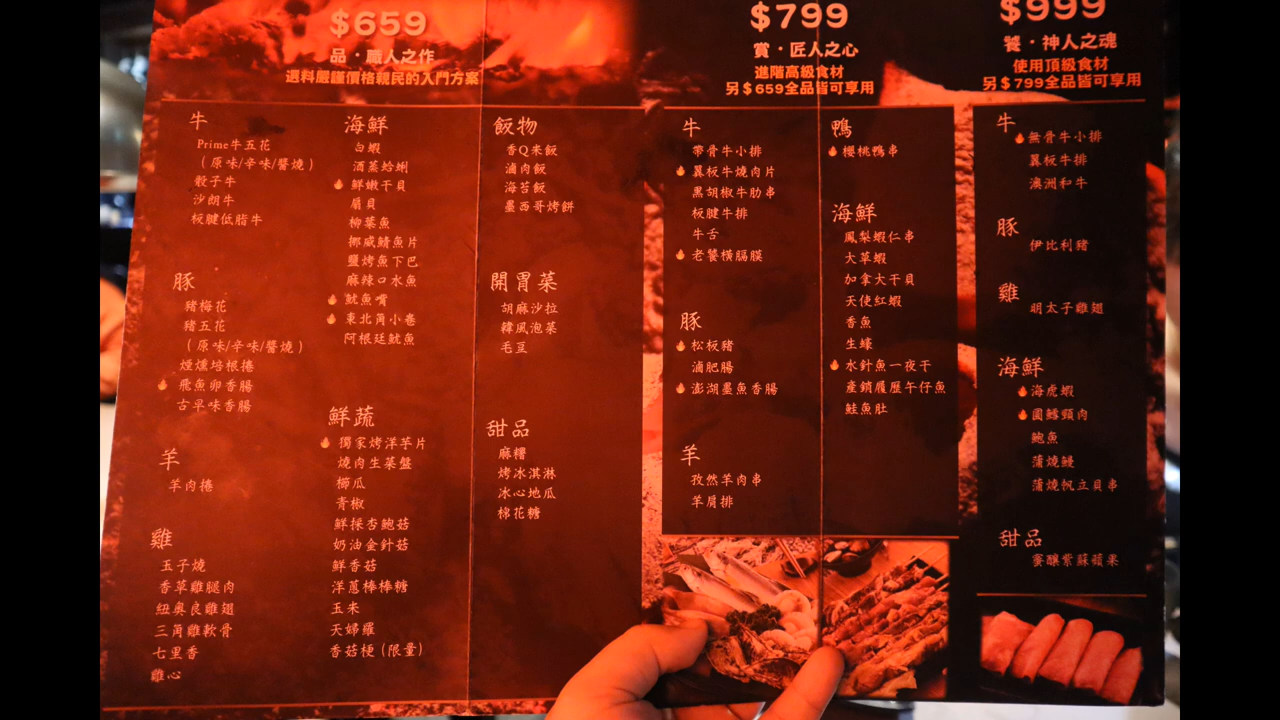 $659
品·職人之作
選料嚴謹價格親民的入門方案
牛
Prime牛五花
(原味/辛味/醬燒)
骰子牛
沙朗牛
板腱低脂牛
豚
豬梅花
豬五花
(原味/辛味/醬燒)
煙燻培根捲
飛魚卵香腸
古早味香腸
羊
羊肉捲
雞
玉子燒
香草雞腿肉
紐奧良雞翅
三角雞軟骨
七里香
雞心
海鮮
白蝦
酒蒸蛤蜊
鮮嫩干貝
扇貝
柳葉魚
挪威鯖魚片
鹽烤魚下巴
麻辣口水魚
魷魚嘴
東北角小卷
阿根廷魷魚
鮮蔬
獨家烤洋芋片
燒肉生菜盤
櫛瓜
青椒
鮮採杏鮑菇
奶油金針菇
鮮香菇
洋蔥棒棒糖
玉米
天婦羅
香菇梗(限量)
飯物
香Q米飯
滷肉飯
海苔飯
墨西哥烤餅
開胃菜
胡麻沙拉
韓風泡菜
毛豆
甜品
麻糬
烤冰淇淋
冰心地瓜
棉花糖
$799
賞·匠人之心
進階高級食材
另$659全品皆可享用
牛
帶骨牛小排
翼板牛燒肉片
黑胡椒牛肋串
板腱牛排
牛舌
老饕橫膈膜
豚
松板豬
滷肥腸
澎湖墨魚香腸
羊
孜然羊肉串
羊肩排
鴨
櫻桃鴨串
海鮮
鳳梨蝦仁串
大草蝦
加拿大干貝
天使紅蝦
香魚
生蠔
水針魚一夜干
產銷履歷午仔魚
鮭魚肚
$999
饕·神人之魂
使用頂級食材
另$799全品皆可享用
牛
無骨牛小排
翼板牛排
澳洲和牛
豚
伊比利豬
雞
明太子雞翅
海鮮
海虎蝦
圓鱈頸肉
鮑魚
蒲燒鰻
蒲燒帆立貝串
甜品
蜜釀紫蘇蘋果